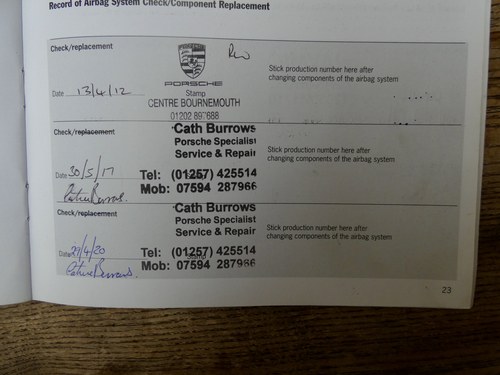 Record of Airbag System Check/Component Replacement
Check/replacement
PORSCHE
Stick production number here after
changing components of the airbag system
Date 13/4/12
Stamp
CENTRE BOURNEMOUTH
01202 897688
Check/replacement
Cath Burrows
Porsche Specialist
Service & Repair
Stick production number here after
changing components of the airbag system
Date 30/5/17
Tel: (01257) 425514
Mob: 07594 287966
Check/replacement
Cath Burrows
Porsche Specialist
Service & Repair
Stick production number here after
changing components of the airbag system
Date 29/4/20
Tel: (01257) 425514
Mob: 07594 287966
23